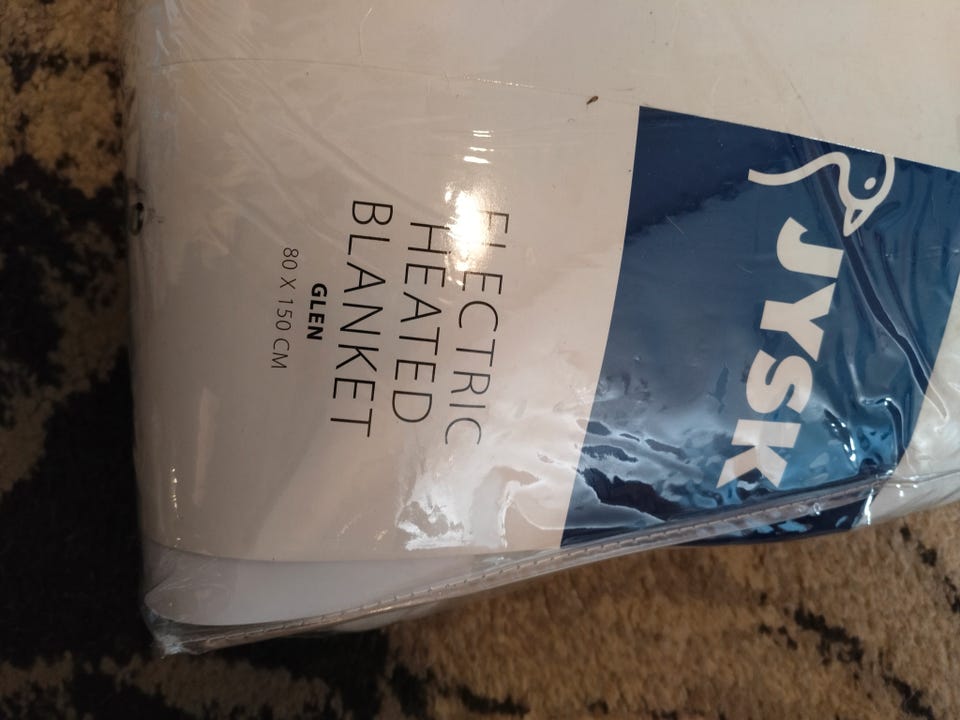 JYSK
ELECTRIC
HEATED
BLANKET
GLEN
80 X 150 CM